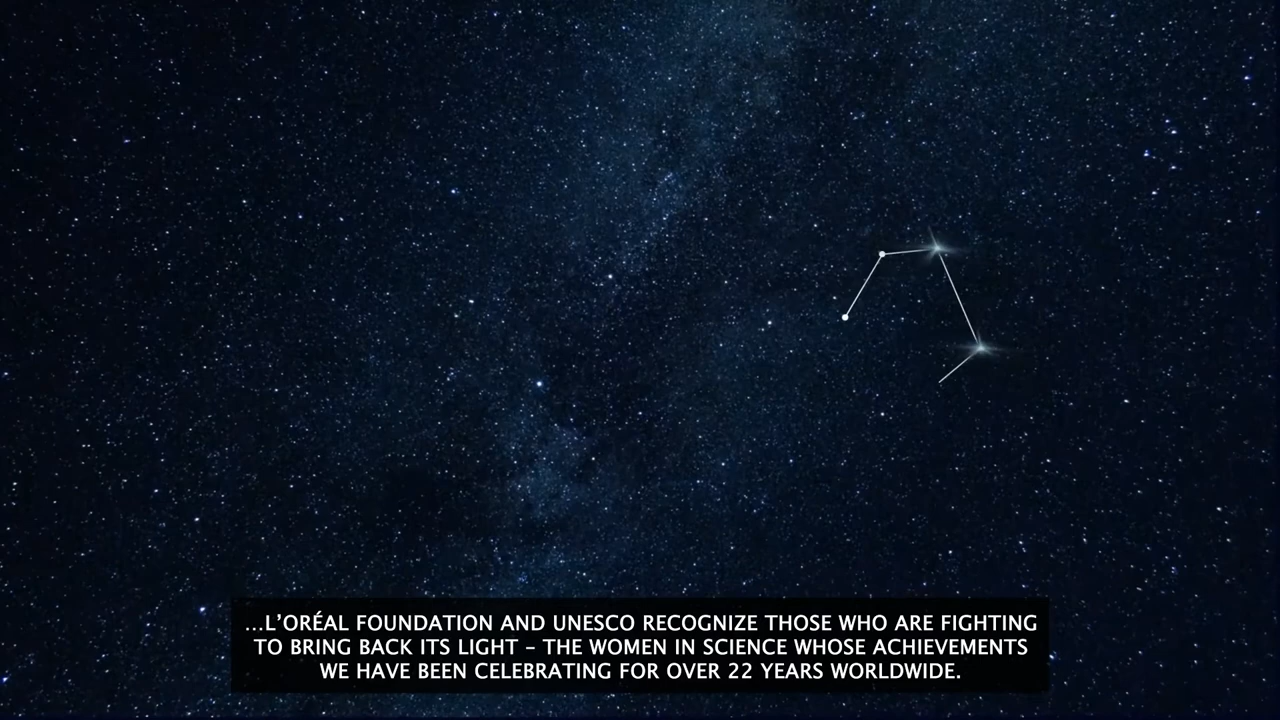 ...L'ORÉAL FOUNDATION AND UNESCO RECOGNIZE THOSE WHO ARE FIGHTING
TO BRING BACK ITS LIGHT – THE WOMEN IN SCIENCE WHOSE ACHIEVEMENTS
WE HAVE BEEN CELEBRATING FOR OVER 22 YEARS WORLDWIDE.